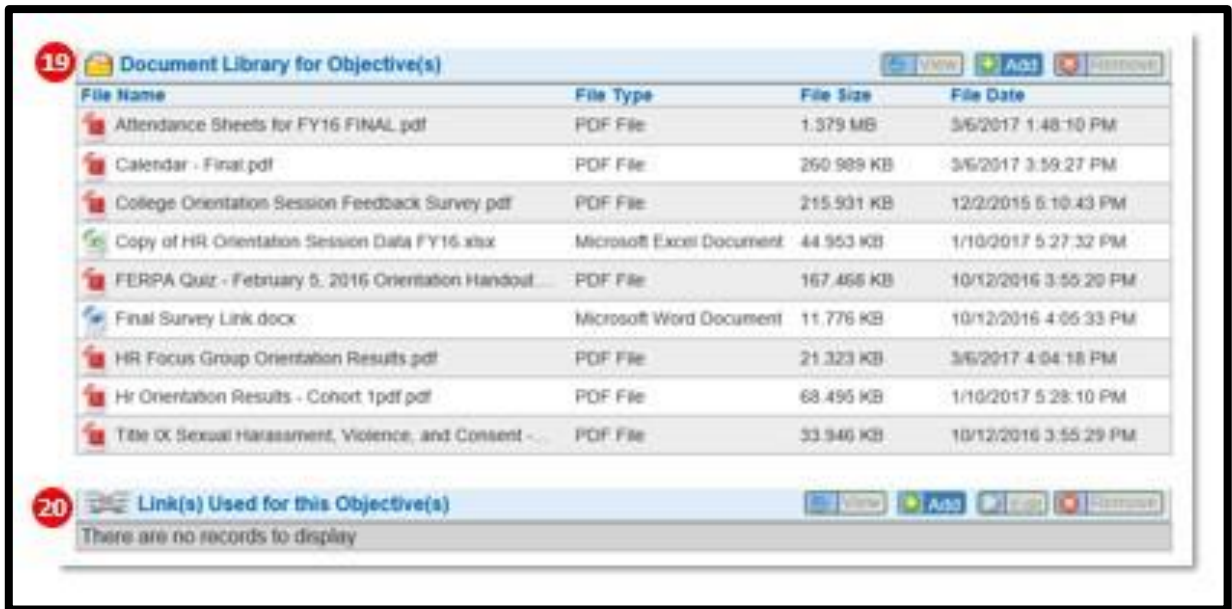 19 Document Library for Objective(s) View Add Remove
File Name File Type File Size File Date
Attendance Sheets for FY16 FINAL.pdf PDF File 1.379 MB 3/6/2017 1:48:10 PM
Calendar - Final.pdf PDF File 260.989 KB 3/6/2017 3:59:27 PM
College Orientation Session Feedback Survey.pdf PDF File 215.931 KB 12/2/2015 5:10:43 PM
Copy of HR Orientation Session Data FY16.xlsx Microsoft Excel Document 44.953 KB 1/10/2017 5:27:32 PM
FERPA Quiz - February 5, 2016 Orientation Handout... PDF File 167.468 KB 10/12/2016 3:55:20 PM
Final Survey Link.docx Microsoft Word Document 11.776 KB 10/12/2016 4:05:33 PM
HR Focus Group Orientation Results.pdf PDF File 21.323 KB 3/6/2017 4:04:18 PM
Hr Orientation Results - Cohort 1pdf.pdf PDF File 68.495 KB 1/10/2017 5:28:10 PM
Title IX Sexual Harassment, Violence, and Consent -... PDF File 33.946 KB 10/12/2016 3:55:29 PM
20 Link(s) Used for this Objective(s) View Add Edit Remove
There are no records to display